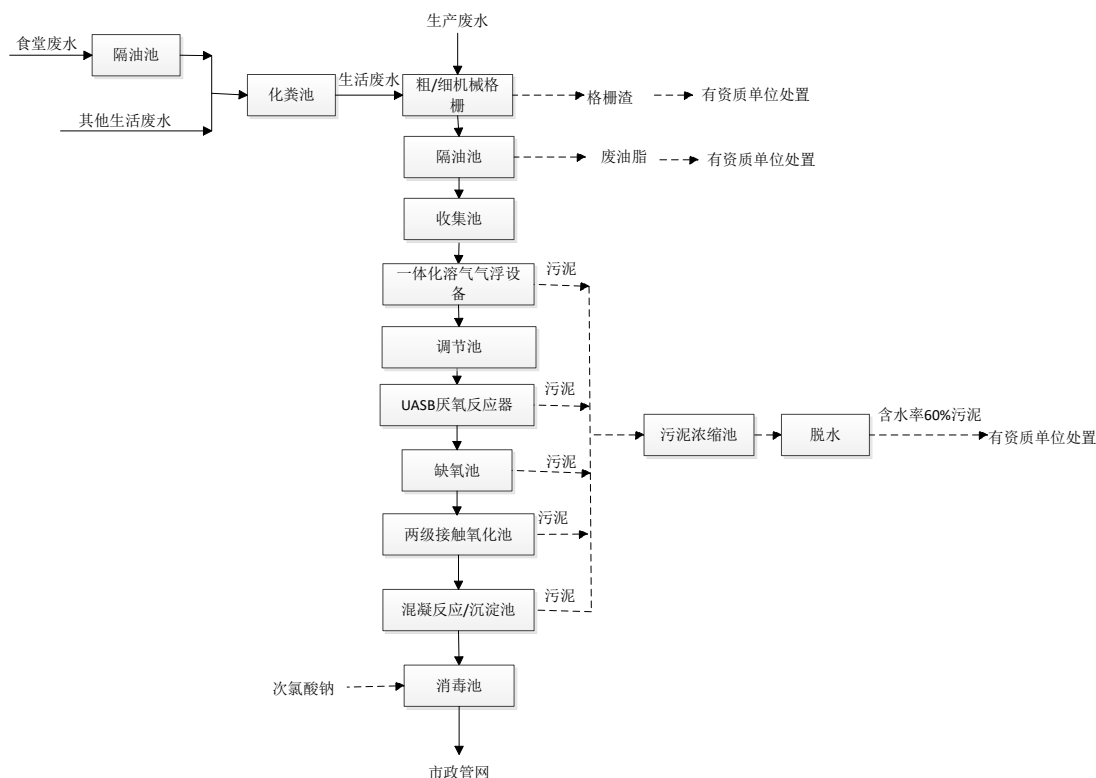 生产废水
食堂废水
隔油池
化粪池
生活废水
粗/细机械格
栅
格栅渣
有资质单位处置
其他生活废水
隔油池
废油脂
有资质单位处置
收集池
一体化溶气气浮设
备
污泥
调节池
UASB厌氧反应器
污泥
污泥浓缩池
脱水
含水率60%污泥
有资质单位处置
缺氧池
污泥
两级接触氧化池
污泥
混凝反应/沉淀池
污泥
次氯酸钠
消毒池
市政管网